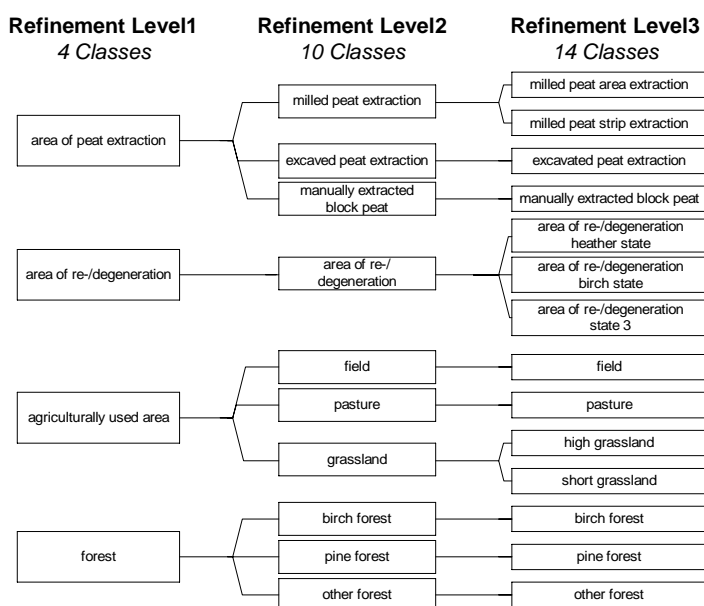 Refinement Level1
4 Classes
Refinement Level2
10 Classes
Refinement Level3
14 Classes
area of peat extraction
milled peat extraction
milled peat area extraction
milled peat strip extraction
excaved peat extraction
excavated peat extraction
manually extracted
block peat
manually extracted block peat
area of re-/degeneration
area of re-/
degeneration
area of re-/degeneration
heather state
area of re-/degeneration
birch state
area of re-/degeneration
state 3
agriculturally used area
field
field
pasture
pasture
grassland
high grassland
short grassland
forest
birch forest
birch forest
pine forest
pine forest
other forest
other forest